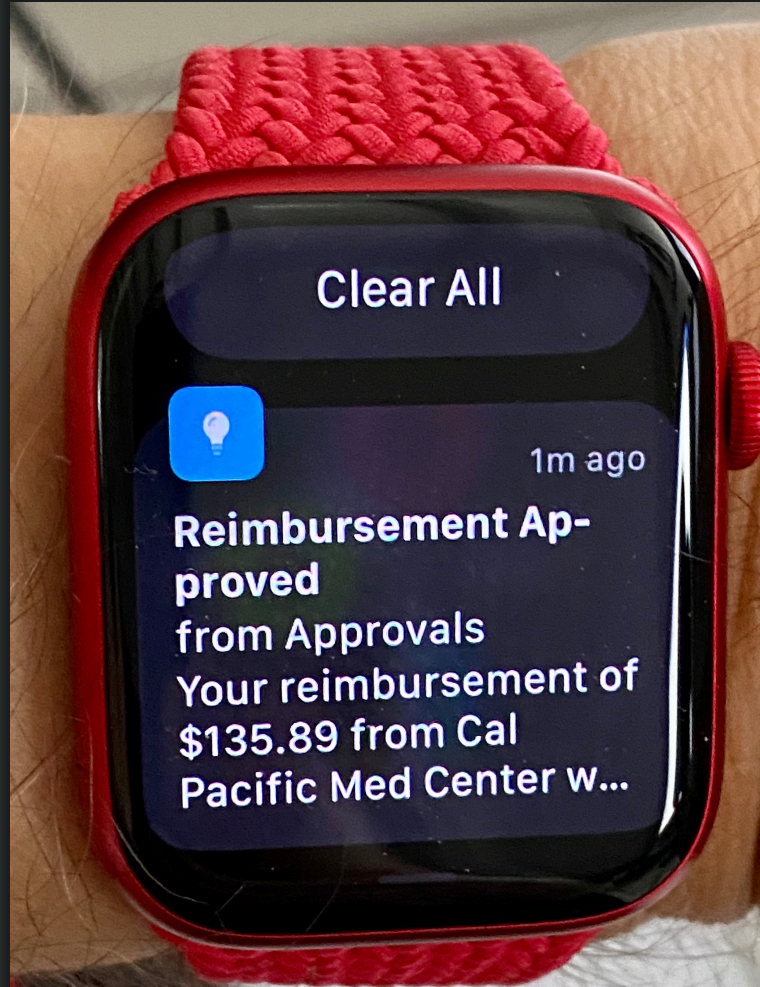 Clear All
1m ago
Reimbursement Ap-
proved
from Approvals
Your reimbursement of
$135.89 from Cal
Pacific Med Center w...